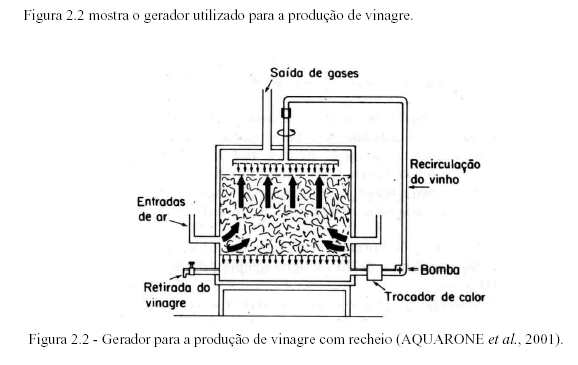 Figura 2.2 mostra o gerador utilizado para a produção de vinagre.
Saída de gases
Recirculação
do vinho
Entradas
de ar
Bomba
Retirada do
vinagre
Trocador de calor
Figura 2.2 - Gerador para a produção de vinagre com recheio (AQUARONE et al., 2001).